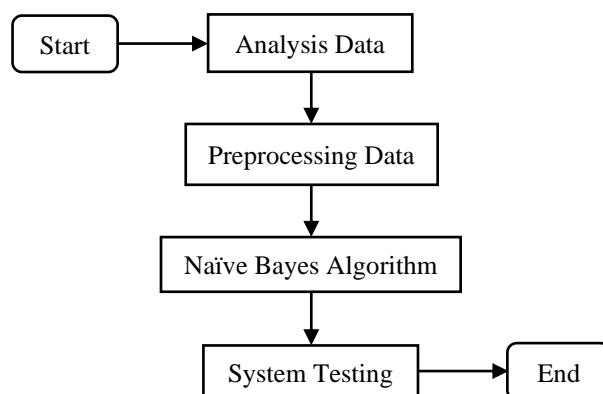 Start
Analysis Data
Preprocessing Data
Naïve Bayes Algorithm
System Testing
End